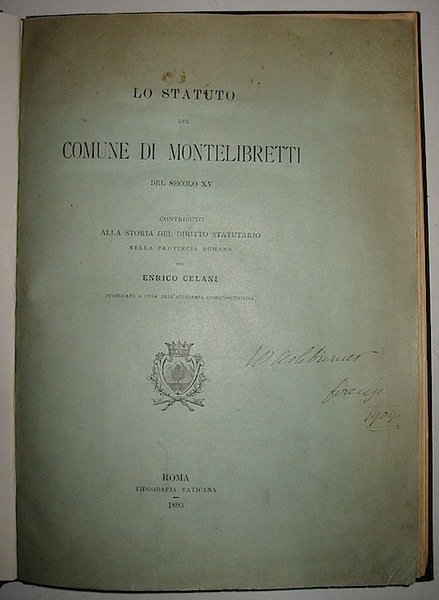 LO STATUTO
DEL
COMUNE DI MONTELIBRETTI
DEL SECOLO XV
CONTRIBUTO
ALLA STORIA DEL DIRITTO STATUTARIO
NELLA PROVINCIA ROMANA
PER
ENRICO CELANI
PUBBLICATO A CURA DELL'ACCADEMIA STORICO-GIURIDICA
1904
ROMA
TIPOGRAFIA VATICANA
1893